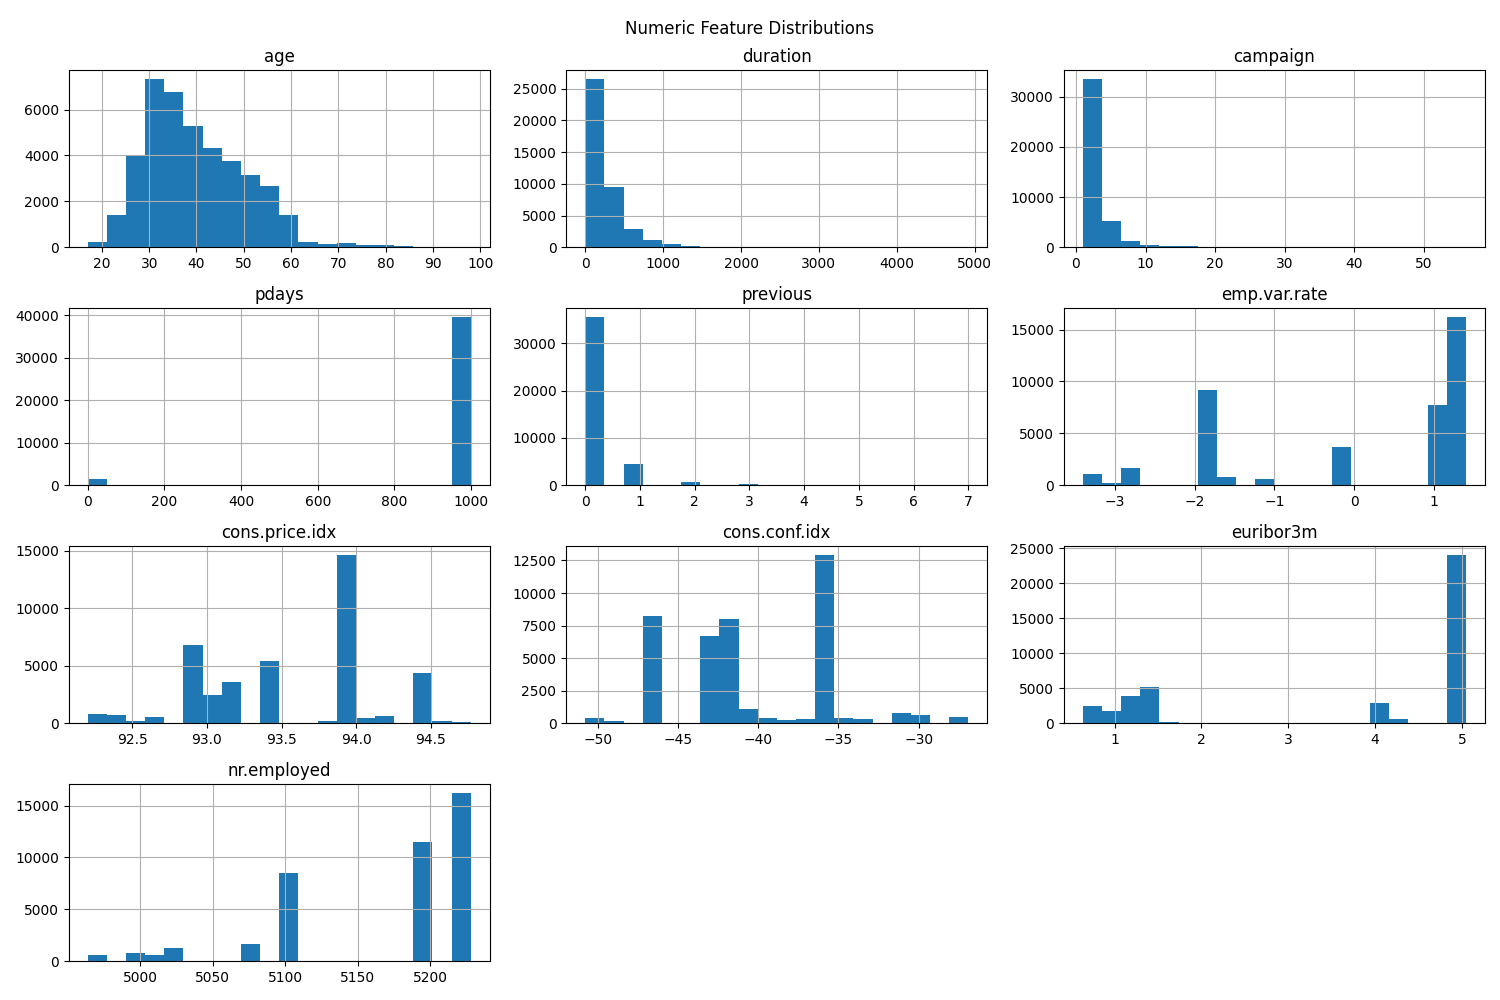 Numeric Feature Distributions
age
duration
campaign
6000
4000
2000
0
20 30 40 50 60 70 80 90 100
25000
20000
15000
10000
5000
0
0 1000 2000 3000 4000 5000
30000
20000
10000
0
0 10 20 30 40 50
pdays
previous
emp.var.rate
40000
30000
20000
10000
0
0 200 400 600 800 1000
30000
20000
10000
0
0 1 2 3 4 5 6 7
15000
10000
5000
0
−3 −2 −1 0 1
cons.price.idx
cons.conf.idx
euribor3m
15000
10000
5000
0
92.5 93.0 93.5 94.0 94.5
12500
10000
7500
5000
2500
0
−50 −45 −40 −35 −30
25000
20000
15000
10000
5000
0
1 2 3 4 5
nr.employed
15000
10000
5000
0
5000 5050 5100 5150 5200